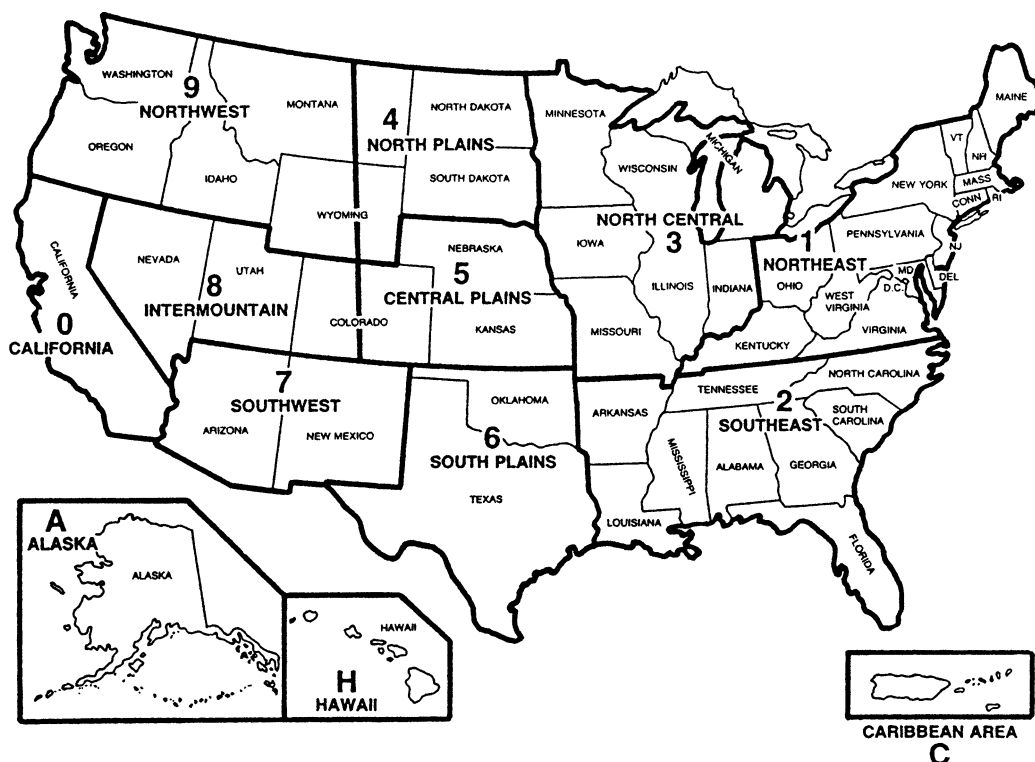 WASHINGTON
9
NORTHWEST
MONTANA
OREGON
IDAHO
4
NORTH PLAINS
NORTH DAKOTA
SOUTH DAKOTA
WYOMING
MINNESOTA
WISCONSIN
MICHIGAN
NORTH CENTRAL
3
IOWA
ILLINOIS
INDIANA
MISSOURI
MAINE
VT
NH
MASS
CONN
RI
NEW YORK
PENNSYLVANIA
NJ
1
NORTHEAST
OHIO
MD
DEL
D.C.
WEST
VIRGINIA
VIRGINIA
KENTUCKY
CALIFORNIA
0
CALIFORNIA
NEVADA
UTAH
8
INTERMOUNTAIN
COLORADO
NEBRASKA
5
CENTRAL PLAINS
KANSAS
7
SOUTHWEST
ARIZONA
NEW MEXICO
OKLAHOMA
6
SOUTH PLAINS
TEXAS
TENNESSEE
NORTH CAROLINA
ARKANSAS
2
SOUTHEAST
SOUTH
CAROLINA
MISSISSIPPI
ALABAMA
GEORGIA
LOUISIANA
FLORIDA
A
ALASKA
ALASKA
HAWAII
H
HAWAII
CARIBBEAN AREA
C